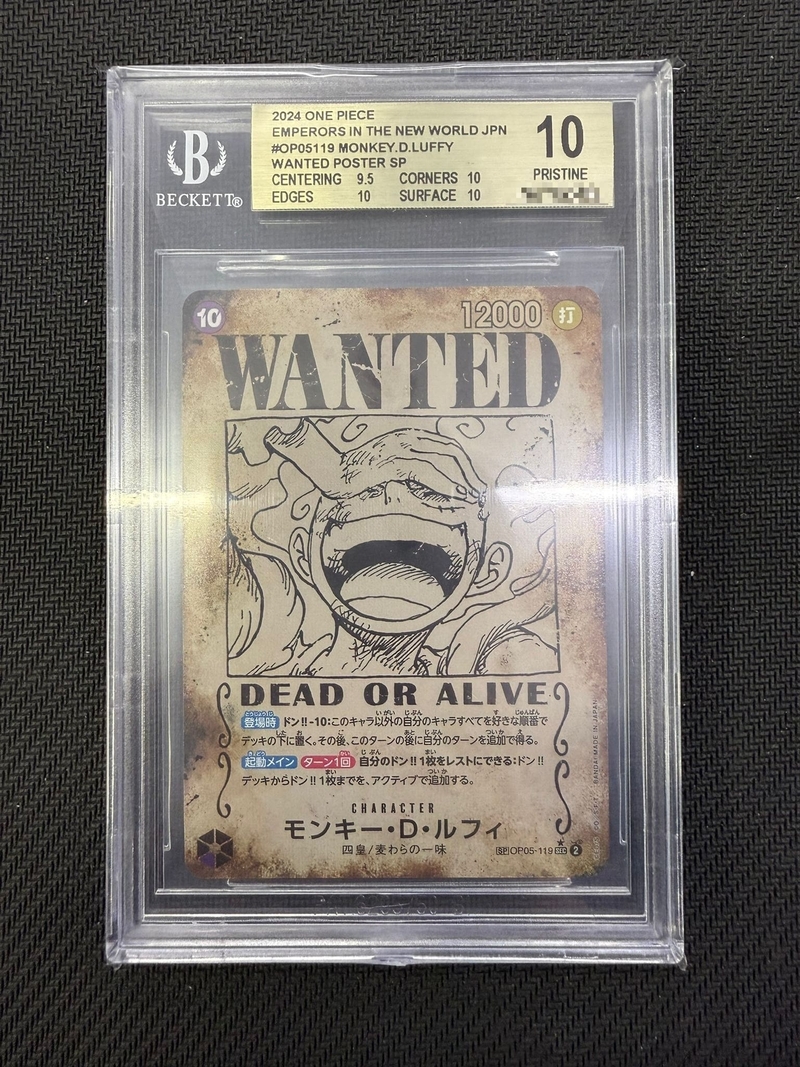 2024 ONE PIECE
EMPERORS IN THE NEW WORLD JPN
#OP05119 MONKEY.D.LUFFY
WANTED POSTER SP
CENTERING 9.5 CORNERS 10
EDGES 10 SURFACE 10
10
PRISTINE
B
BECKETT®
10
12000 打
WANTED
DEAD OR ALIVE
登場時 ドン!!-10:このキャラ以外の自分のキャラすべてを好きな順番で
デッキの下に置く。その後、このターンの後に自分のターンを追加で得る。
起動メイン ターン1回 自分のドン!!1枚をレストにできる:ドン!!
デッキからドン!!1枚までを、アクティブで追加する。
CHARACTER
モンキー・D・ルフィ
四皇/麦わらの一味
SP OP05-119 SEC 2
BANDAI MADE IN JAPAN